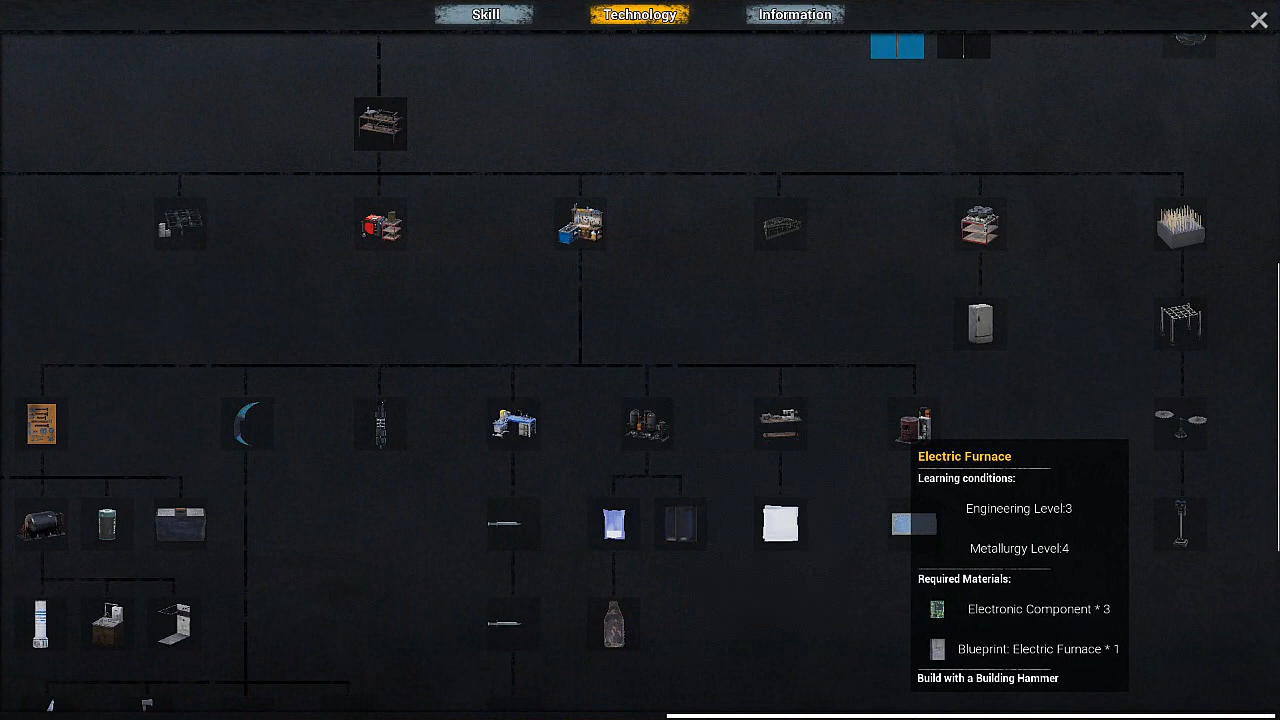 Skill
Technology
Information
Electric Furnace
Learning conditions:
Engineering Level:3
Metallurgy Level:4
Required Materials:
Electronic Component * 3
Blueprint: Electric Furnace * 1
Build with a Building Hammer